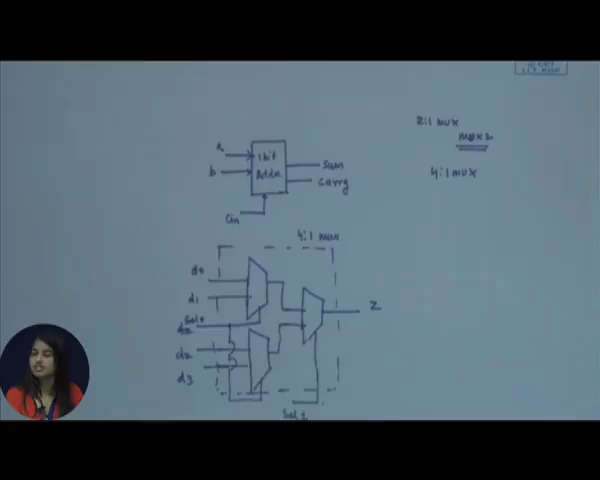 2:1 mux
mux2
4:1 mux
a
b
1bit
Adder
Sum
Carry
Cin
4:1 mux
d0
d1
Sel0
d2
d3
Z
Sel1